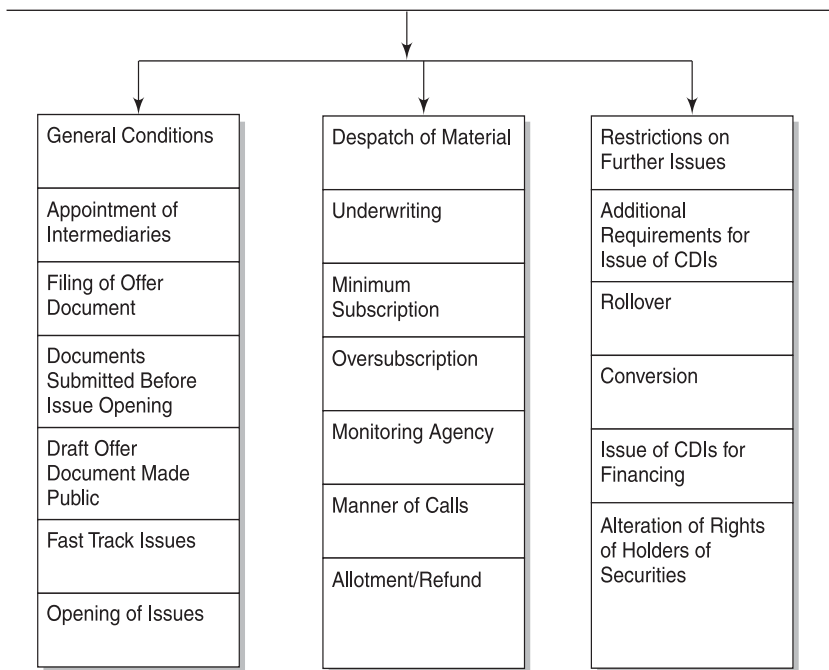 General Conditions
Appointment of
Intermediaries
Filing of Offer
Document
Documents
Submitted Before
Issue Opening
Draft Offer
Document Made
Public
Fast Track Issues
Opening of Issues
Despatch of Material
Underwriting
Minimum
Subscription
Oversubscription
Monitoring Agency
Manner of Calls
Allotment/Refund
Restrictions on
Further Issues
Additional
Requirements for
Issue of CDIs
Rollover
Conversion
Issue of CDIs for
Financing
Alteration of Rights
of Holders of
Securities